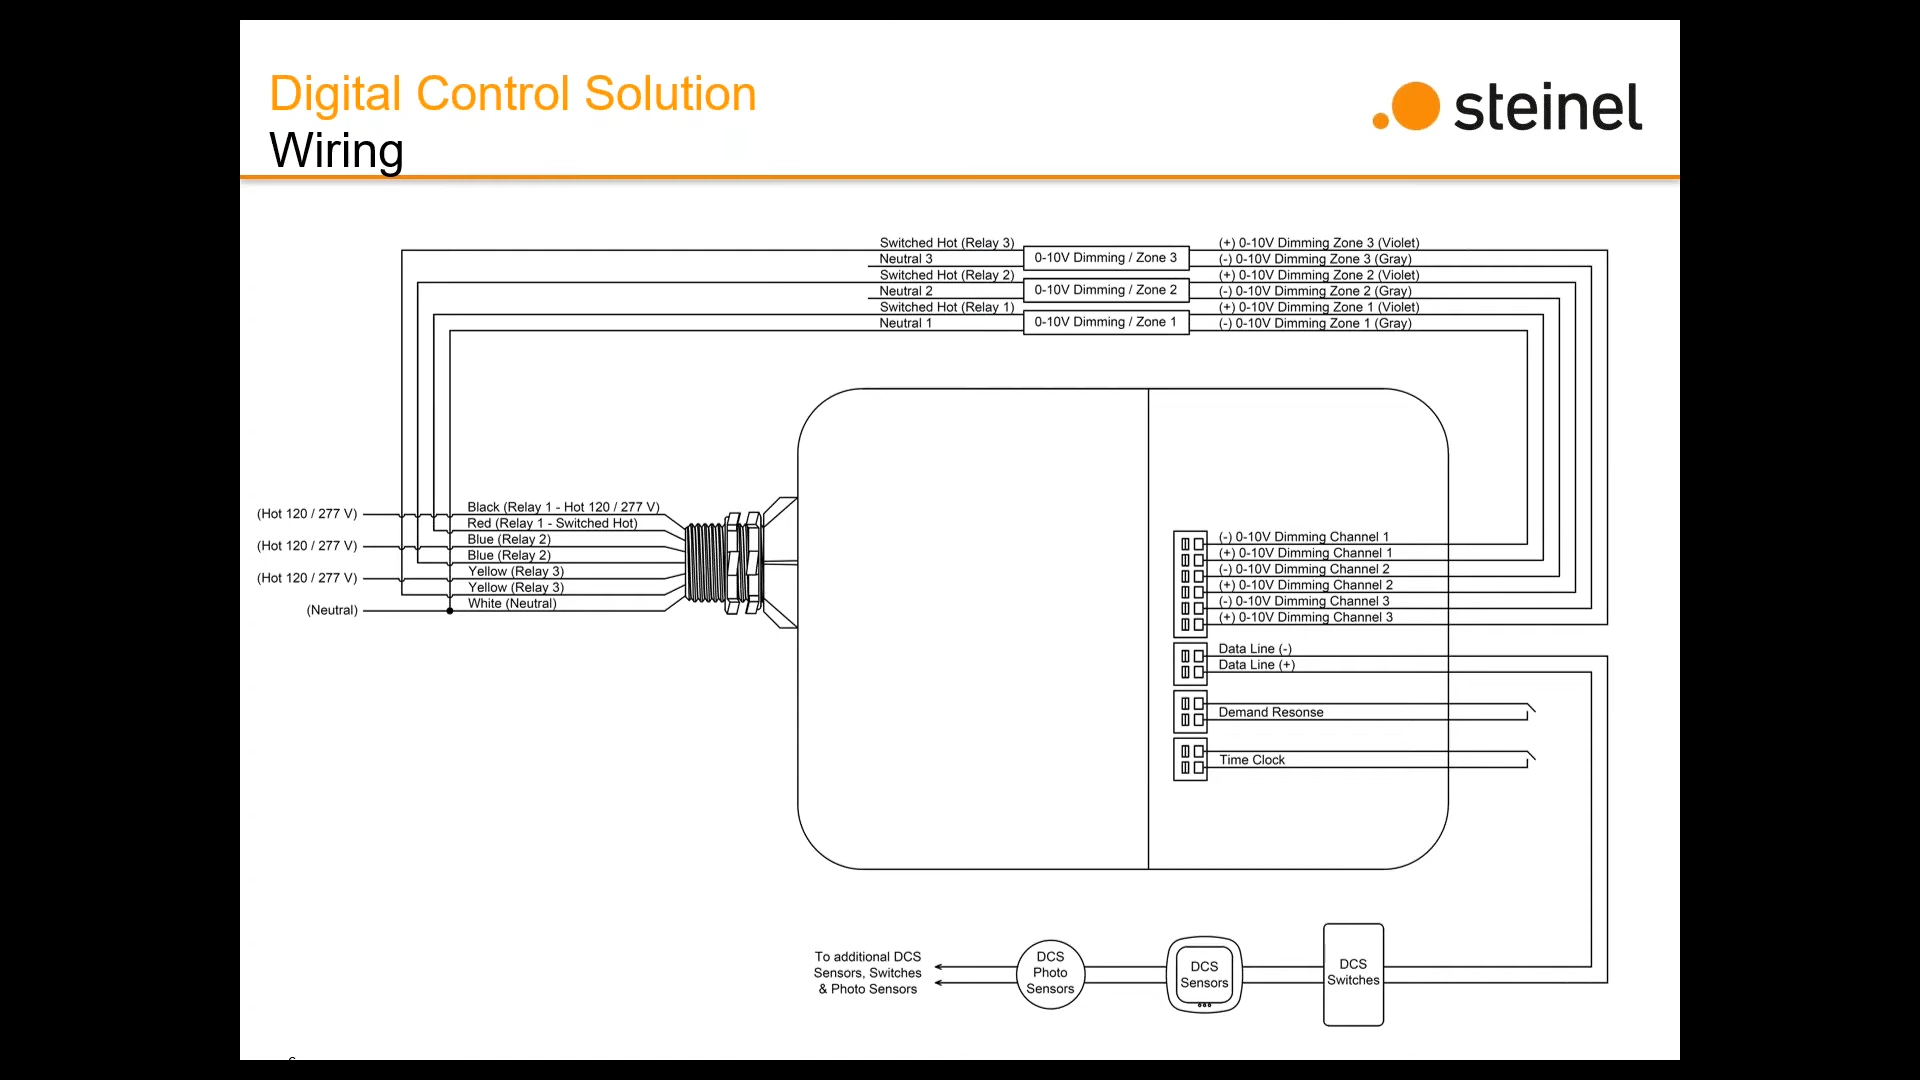 Digital Control Solution
Wiring
steinel
Switched Hot (Relay 3)
Neutral 3
Switched Hot (Relay 2)
Neutral 2
Switched Hot (Relay 1)
Neutral 1
0-10V Dimming / Zone 3
0-10V Dimming / Zone 2
0-10V Dimming / Zone 1
(+) 0-10V Dimming Zone 3 (Violet)
(-) 0-10V Dimming Zone 3 (Gray)
(+) 0-10V Dimming Zone 2 (Violet)
(-) 0-10V Dimming Zone 2 (Gray)
(+) 0-10V Dimming Zone 1 (Violet)
(-) 0-10V Dimming Zone 1 (Gray)
(Hot 120 / 277 V)
(Hot 120 / 277 V)
(Hot 120 / 277 V)
(Neutral)
Black (Relay 1 - Hot 120 / 277 V)
Red (Relay 1 - Switched Hot)
Blue (Relay 2)
Blue (Relay 2)
Yellow (Relay 3)
Yellow (Relay 3)
White (Neutral)
(-) 0-10V Dimming Channel 1
(+) 0-10V Dimming Channel 1
(-) 0-10V Dimming Channel 2
(+) 0-10V Dimming Channel 2
(-) 0-10V Dimming Channel 3
(+) 0-10V Dimming Channel 3
Data Line (-)
Data Line (+)
Demand Resonse
Time Clock
To additional DCS
Sensors, Switches
& Photo Sensors
DCS
Photo
Sensors
DCS
Sensors
DCS
Switches